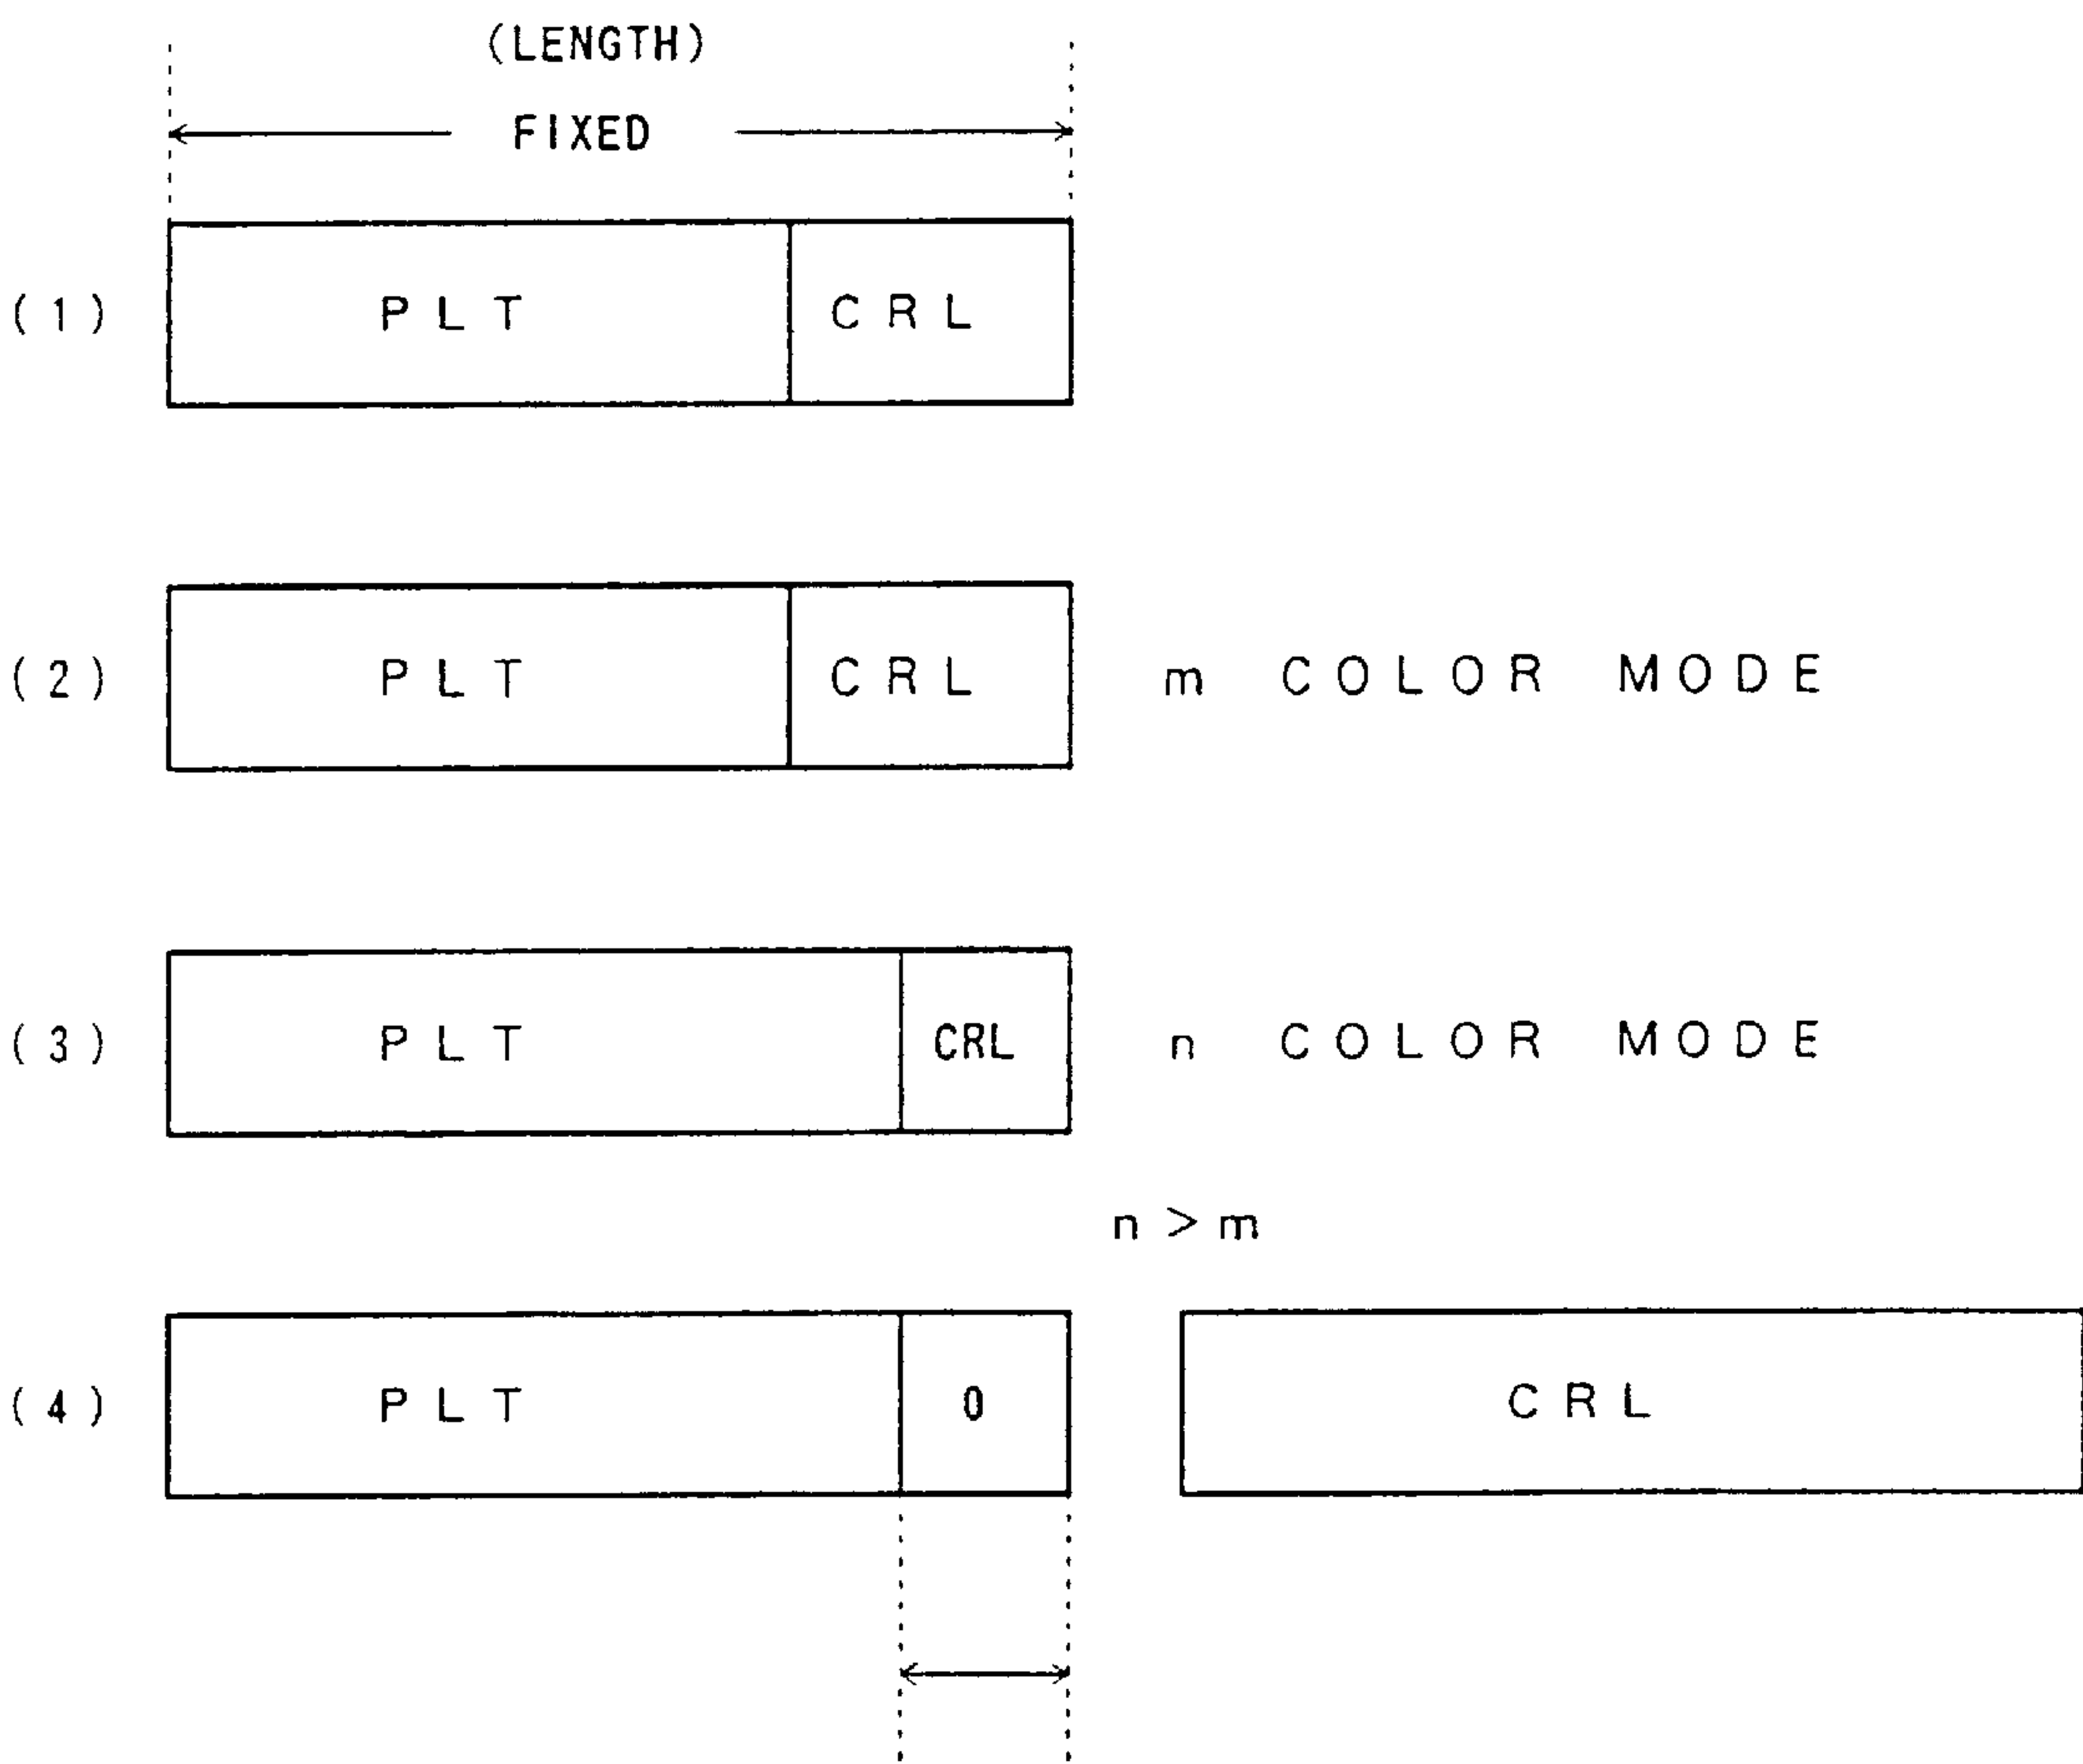 (LENGTH)
FIXED
(1) PLT CRL
(2) PLT CRL m COLOR MODE
(3) PLT CRL n COLOR MODE
n > m
(4) PLT 0 CRL